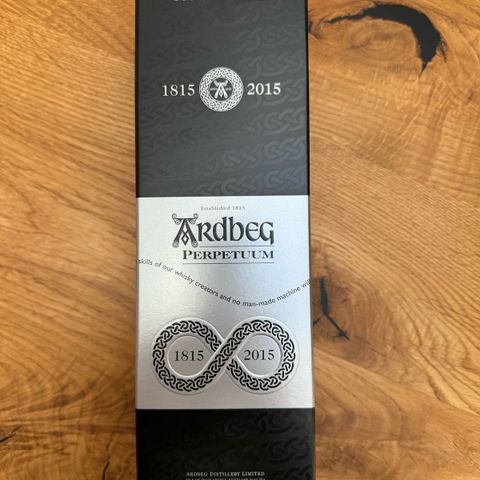 1815 A 2015
Established 1815
Ardbeg
PERPETUUM
skills of our whisky creators and no man-made machine will
1815 2015
ARDBEG DISTILLERY LIMITED